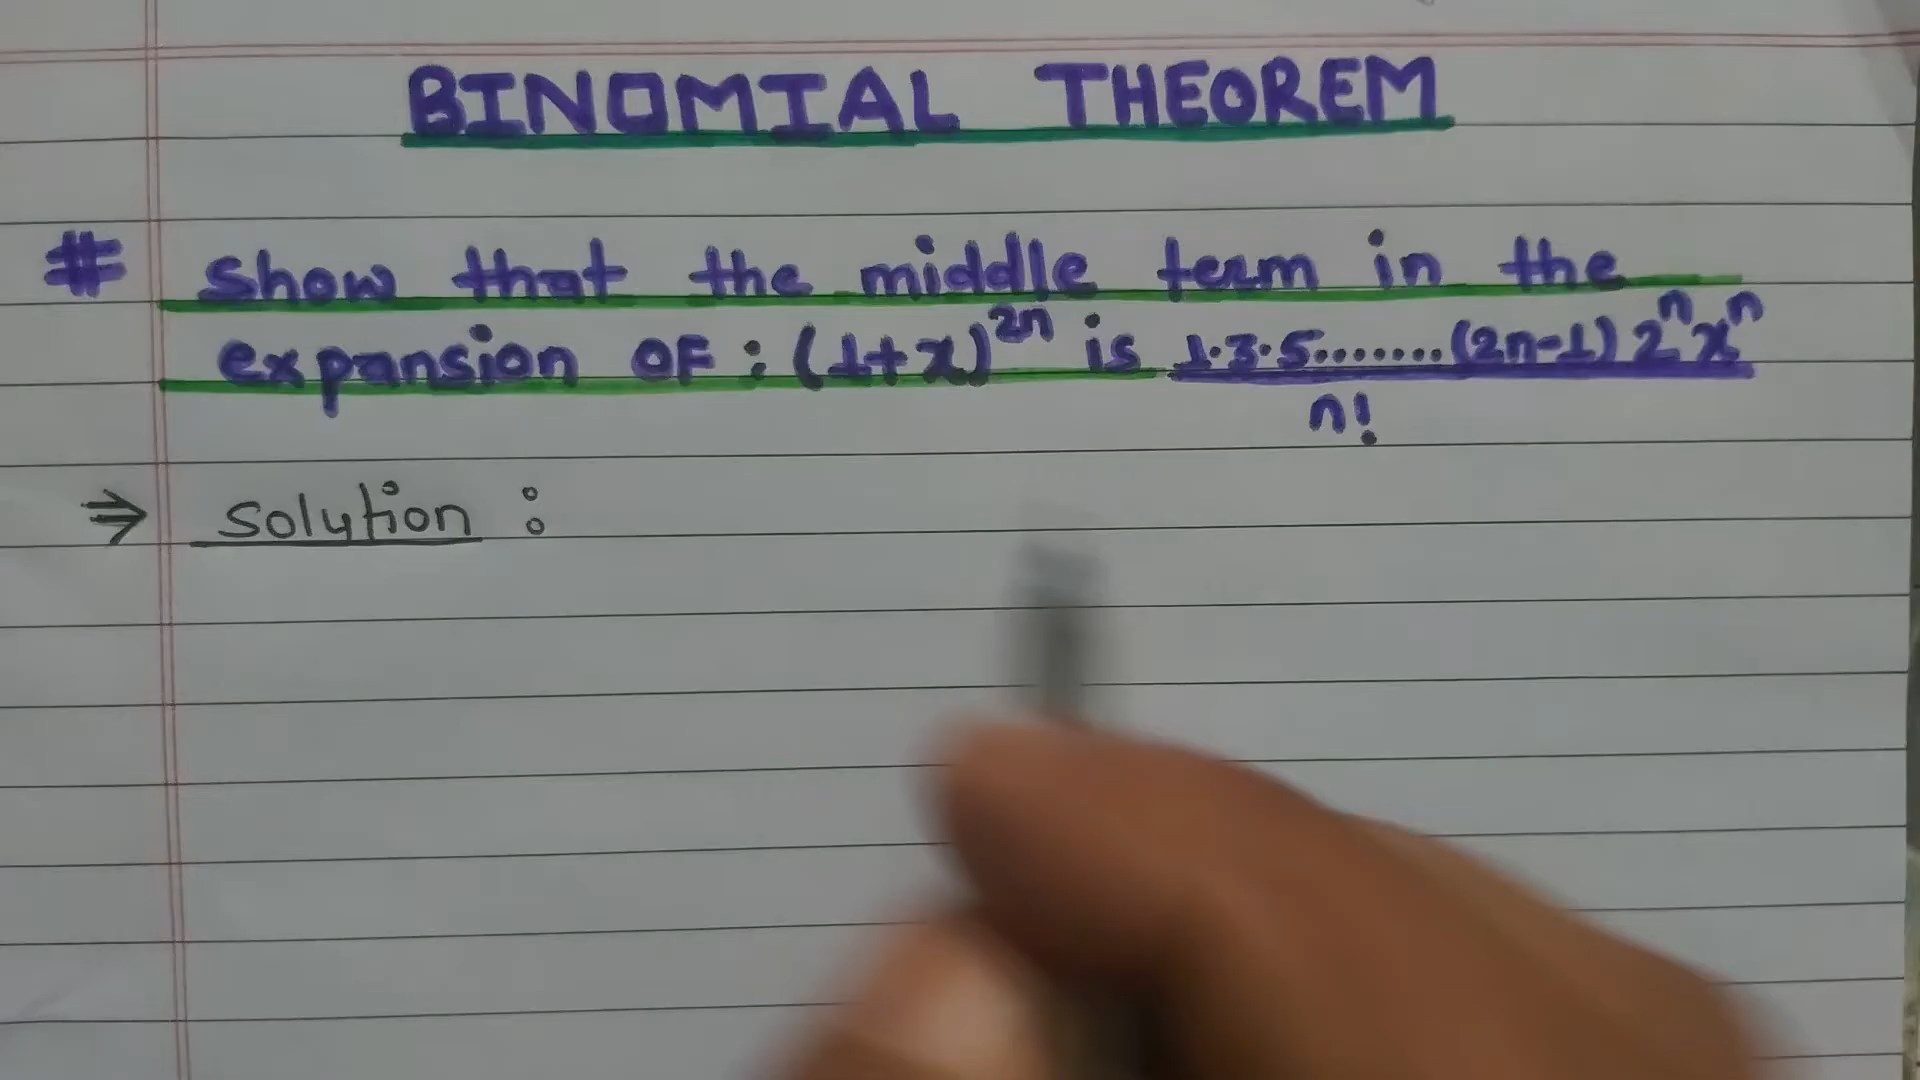 BINOMIAL THEOREM
# Show that the middle term in the
expansion OF : (1+x)²ⁿ is 1·3·5.......(2n-1) 2ⁿxⁿ
n!
⇒ Solution :